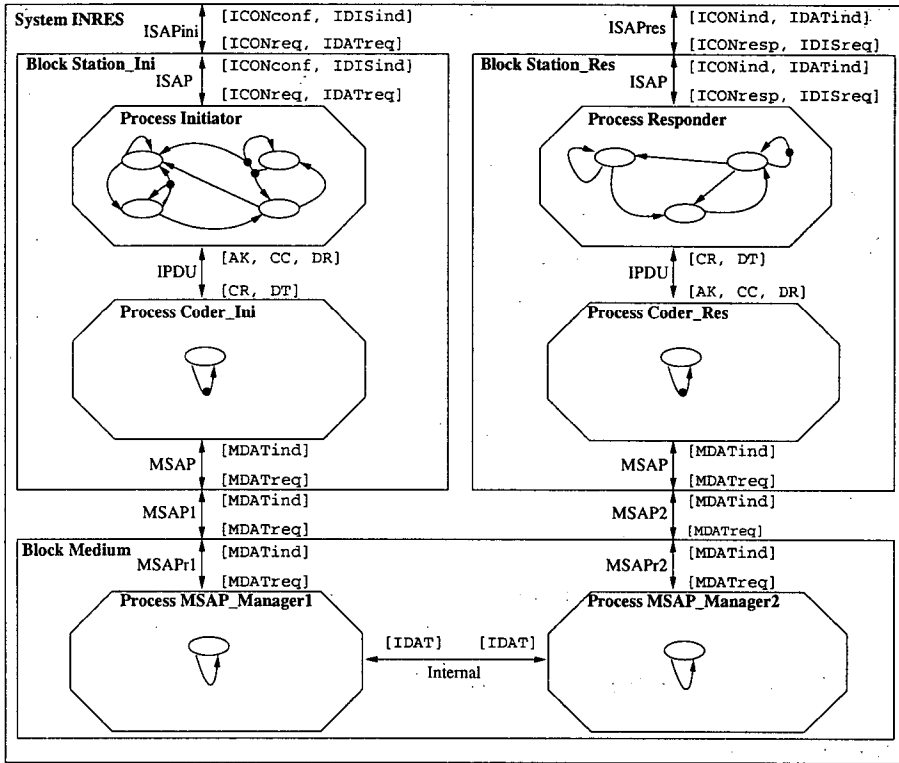 System INRES
ISAPini
[ICONconf, IDISind]
[ICONreq, IDATreq]
ISAPres
[ICONind, IDATind]
[ICONresp, IDISreq]
Block Station_Ini
ISAP
[ICONconf, IDISind]
[ICONreq, IDATreq]
Block Station_Res
ISAP
[ICONind, IDATind]
[ICONresp, IDISreq]
Process Initiator
Process Responder
IPDU
[AK, CC, DR]
[CR, DT]
IPDU
[CR, DT]
[AK, CC, DR]
Process Coder_Ini
Process Coder_Res
MSAP
[MDATind]
[MDATreq]
MSAP
[MDATind]
[MDATreq]
MSAP1
[MDATind]
[MDATreq]
MSAP2
[MDATind]
[MDATreq]
Block Medium
MSAPr1
[MDATind]
[MDATreq]
MSAPr2
[MDATind]
[MDATreq]
Process MSAP_Manager1
Process MSAP_Manager2
[IDAT] [IDAT]
Internal